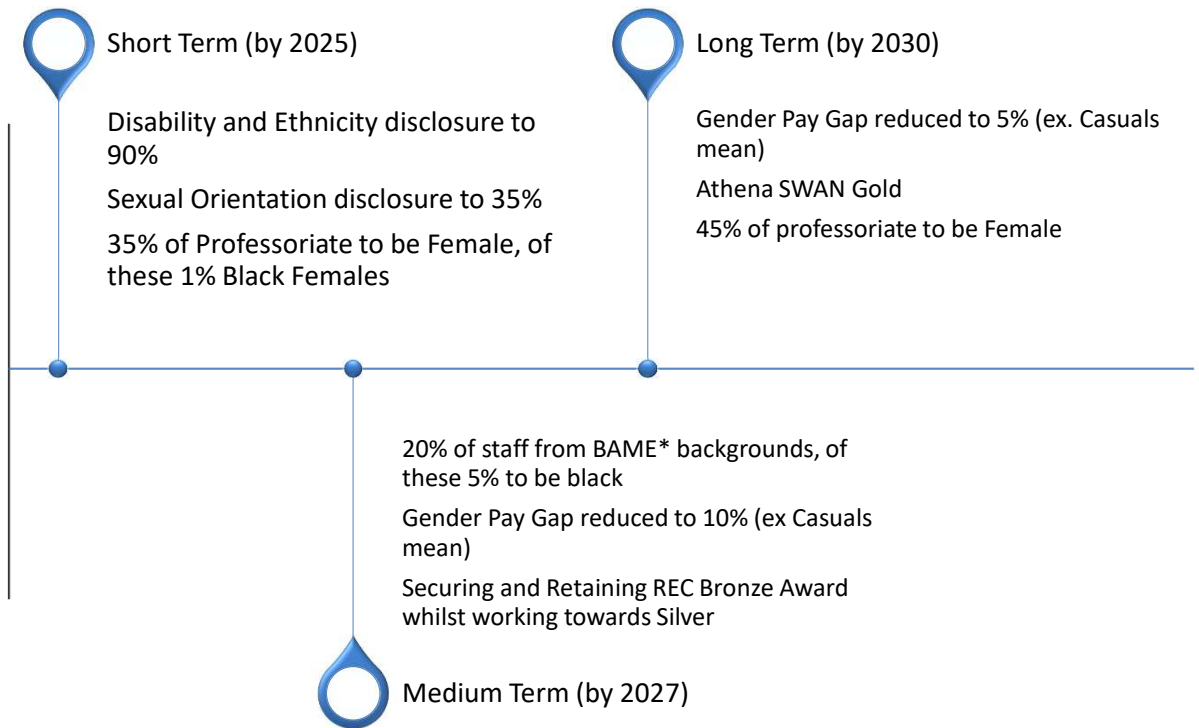 Short Term (by 2025)
Disability and Ethnicity disclosure to
90%
Sexual Orientation disclosure to 35%
35% of Professoriate to be Female, of
these 1% Black Females
Long Term (by 2030)
Gender Pay Gap reduced to 5% (ex. Casuals
mean)
Athena SWAN Gold
45% of professoriate to be Female
20% of staff from BAME* backgrounds, of
these 5% to be black
Gender Pay Gap reduced to 10% (ex Casuals
mean)
Securing and Retaining REC Bronze Award
whilst working towards Silver
Medium Term (by 2027)